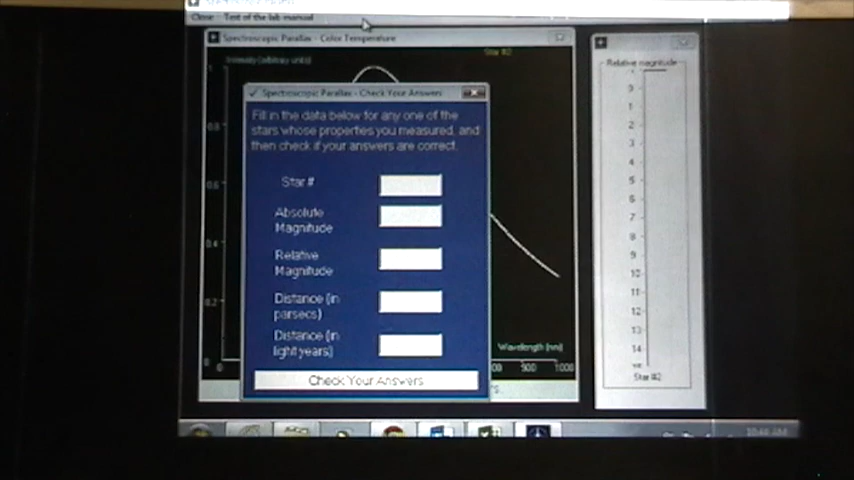 Close Text of the lab manual
Spectroscopic Parallax - Color Temperature
Intensity (arbitrary units)
Star #2
1
0.8
0.6
0.4
0.2
0
Wavelength (nm)
900
1000
Spectroscopic Parallax - Check Your Answers
Fill in the data below for any one of the
stars whose properties you measured, and
then check if your answers are correct.
Star #
Absolute
Magnitude
Relative
Magnitude
Distance (in
parsecs)
Distance (in
light years)
Check Your Answers
Relative magnitude
0
1
2
3
4
5
6
7
8
9
10
11
12
13
14
Star #2
10:44 AM